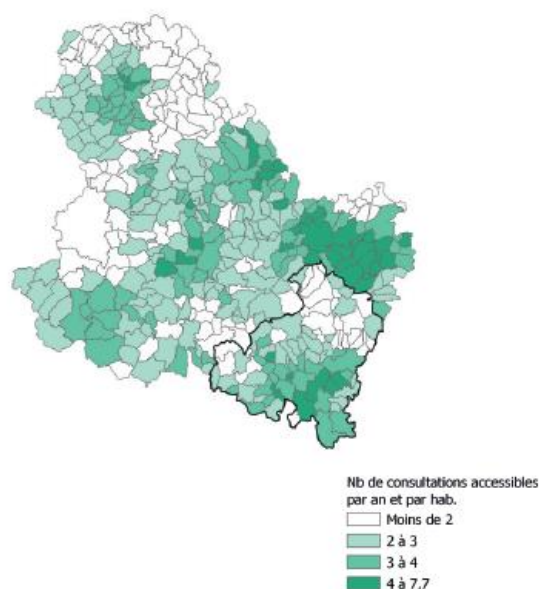 Nb de consultations accessibles
par an et par hab.
Moins de 2
2 à 3
3 à 4
4 à 7,7